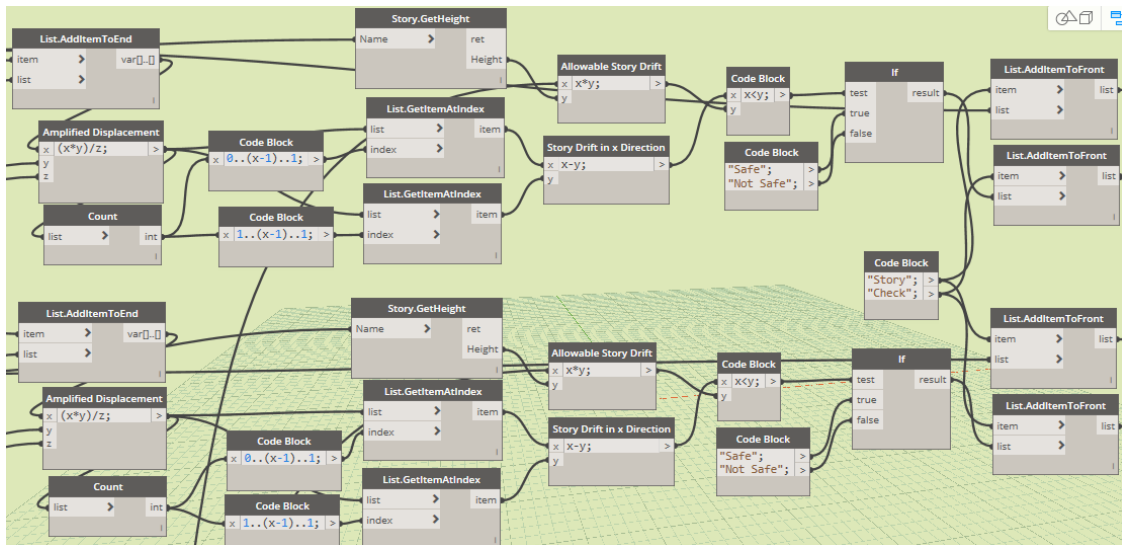 Story.GetHeight
Name > ret
Height >
List.AddItemToEnd
item > var[]..[]
list >
Allowable Story Drift
x x*y; >
y
Code Block
x x<y; >
y
If
test result
true
false
List.AddItemToFront
item > list
list >
List.GetItemAtIndex
list > item
index >
Amplified Displacement
x (x*y)/z; >
y
z
Code Block
x 0..(x-1)..1; >
Story Drift in x Direction
x x-y; >
y
Code Block
"Safe"; >
"Not Safe"; >
List.AddItemToFront
item > list
list >
List.GetItemAtIndex
list > item
index >
Count
list > int
Code Block
x 1..(x-1)..1; >
Code Block
"Story"; >
"Check"; >
List.AddItemToEnd
item > var[]..[]
list >
Story.GetHeight
Name > ret
Height
List.AddItemToFront
item > list
list >
Allowable Story Drift
x x*y; >
y
Code Block
x x<y; >
y
If
test result
true
false
Amplified Displacement
x (x*y)/z; >
y
z
List.GetItemAtIndex
list > item
index >
List.AddItemToFront
item > list
list >
Story Drift in x Direction
x x-y; >
y
Code Block
"Safe"; >
"Not Safe"; >
Code Block
x 0..(x-1)..1; >
List.GetItemAtIndex
list > item
index >
Count
list > int
Code Block
x 1..(x-1)..1; >